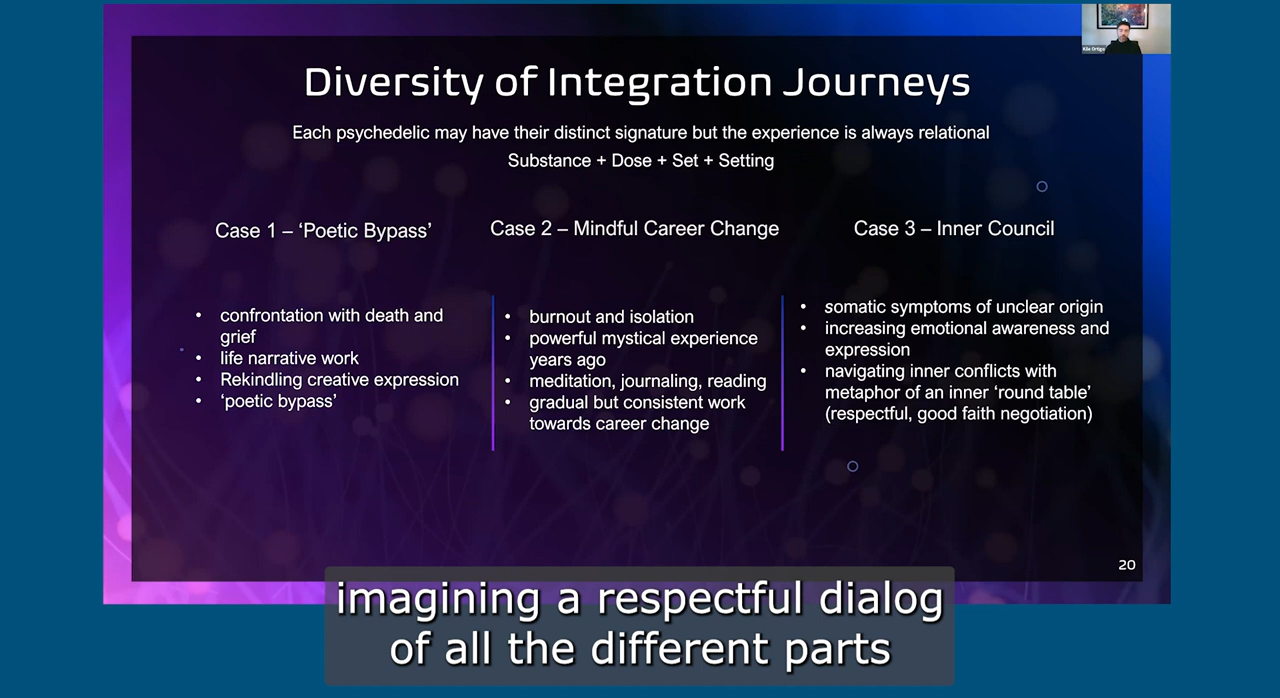 Kile Ortigo
Diversity of Integration Journeys
Each psychedelic may have their distinct signature but the experience is always relational
Substance + Dose + Set + Setting
Case 1 – ‘Poetic Bypass’
• confrontation with death and
grief
• life narrative work
• Rekindling creative expression
• ‘poetic bypass’
Case 2 – Mindful Career Change
• burnout and isolation
• powerful mystical experience
years ago
• meditation, journaling, reading
• gradual but consistent work
towards career change
Case 3 – Inner Council
• somatic symptoms of unclear origin
• increasing emotional awareness and
expression
• navigating inner conflicts with
metaphor of an inner ‘round table’
(respectful, good faith negotiation)
20
imagining a respectful dialog
of all the different parts